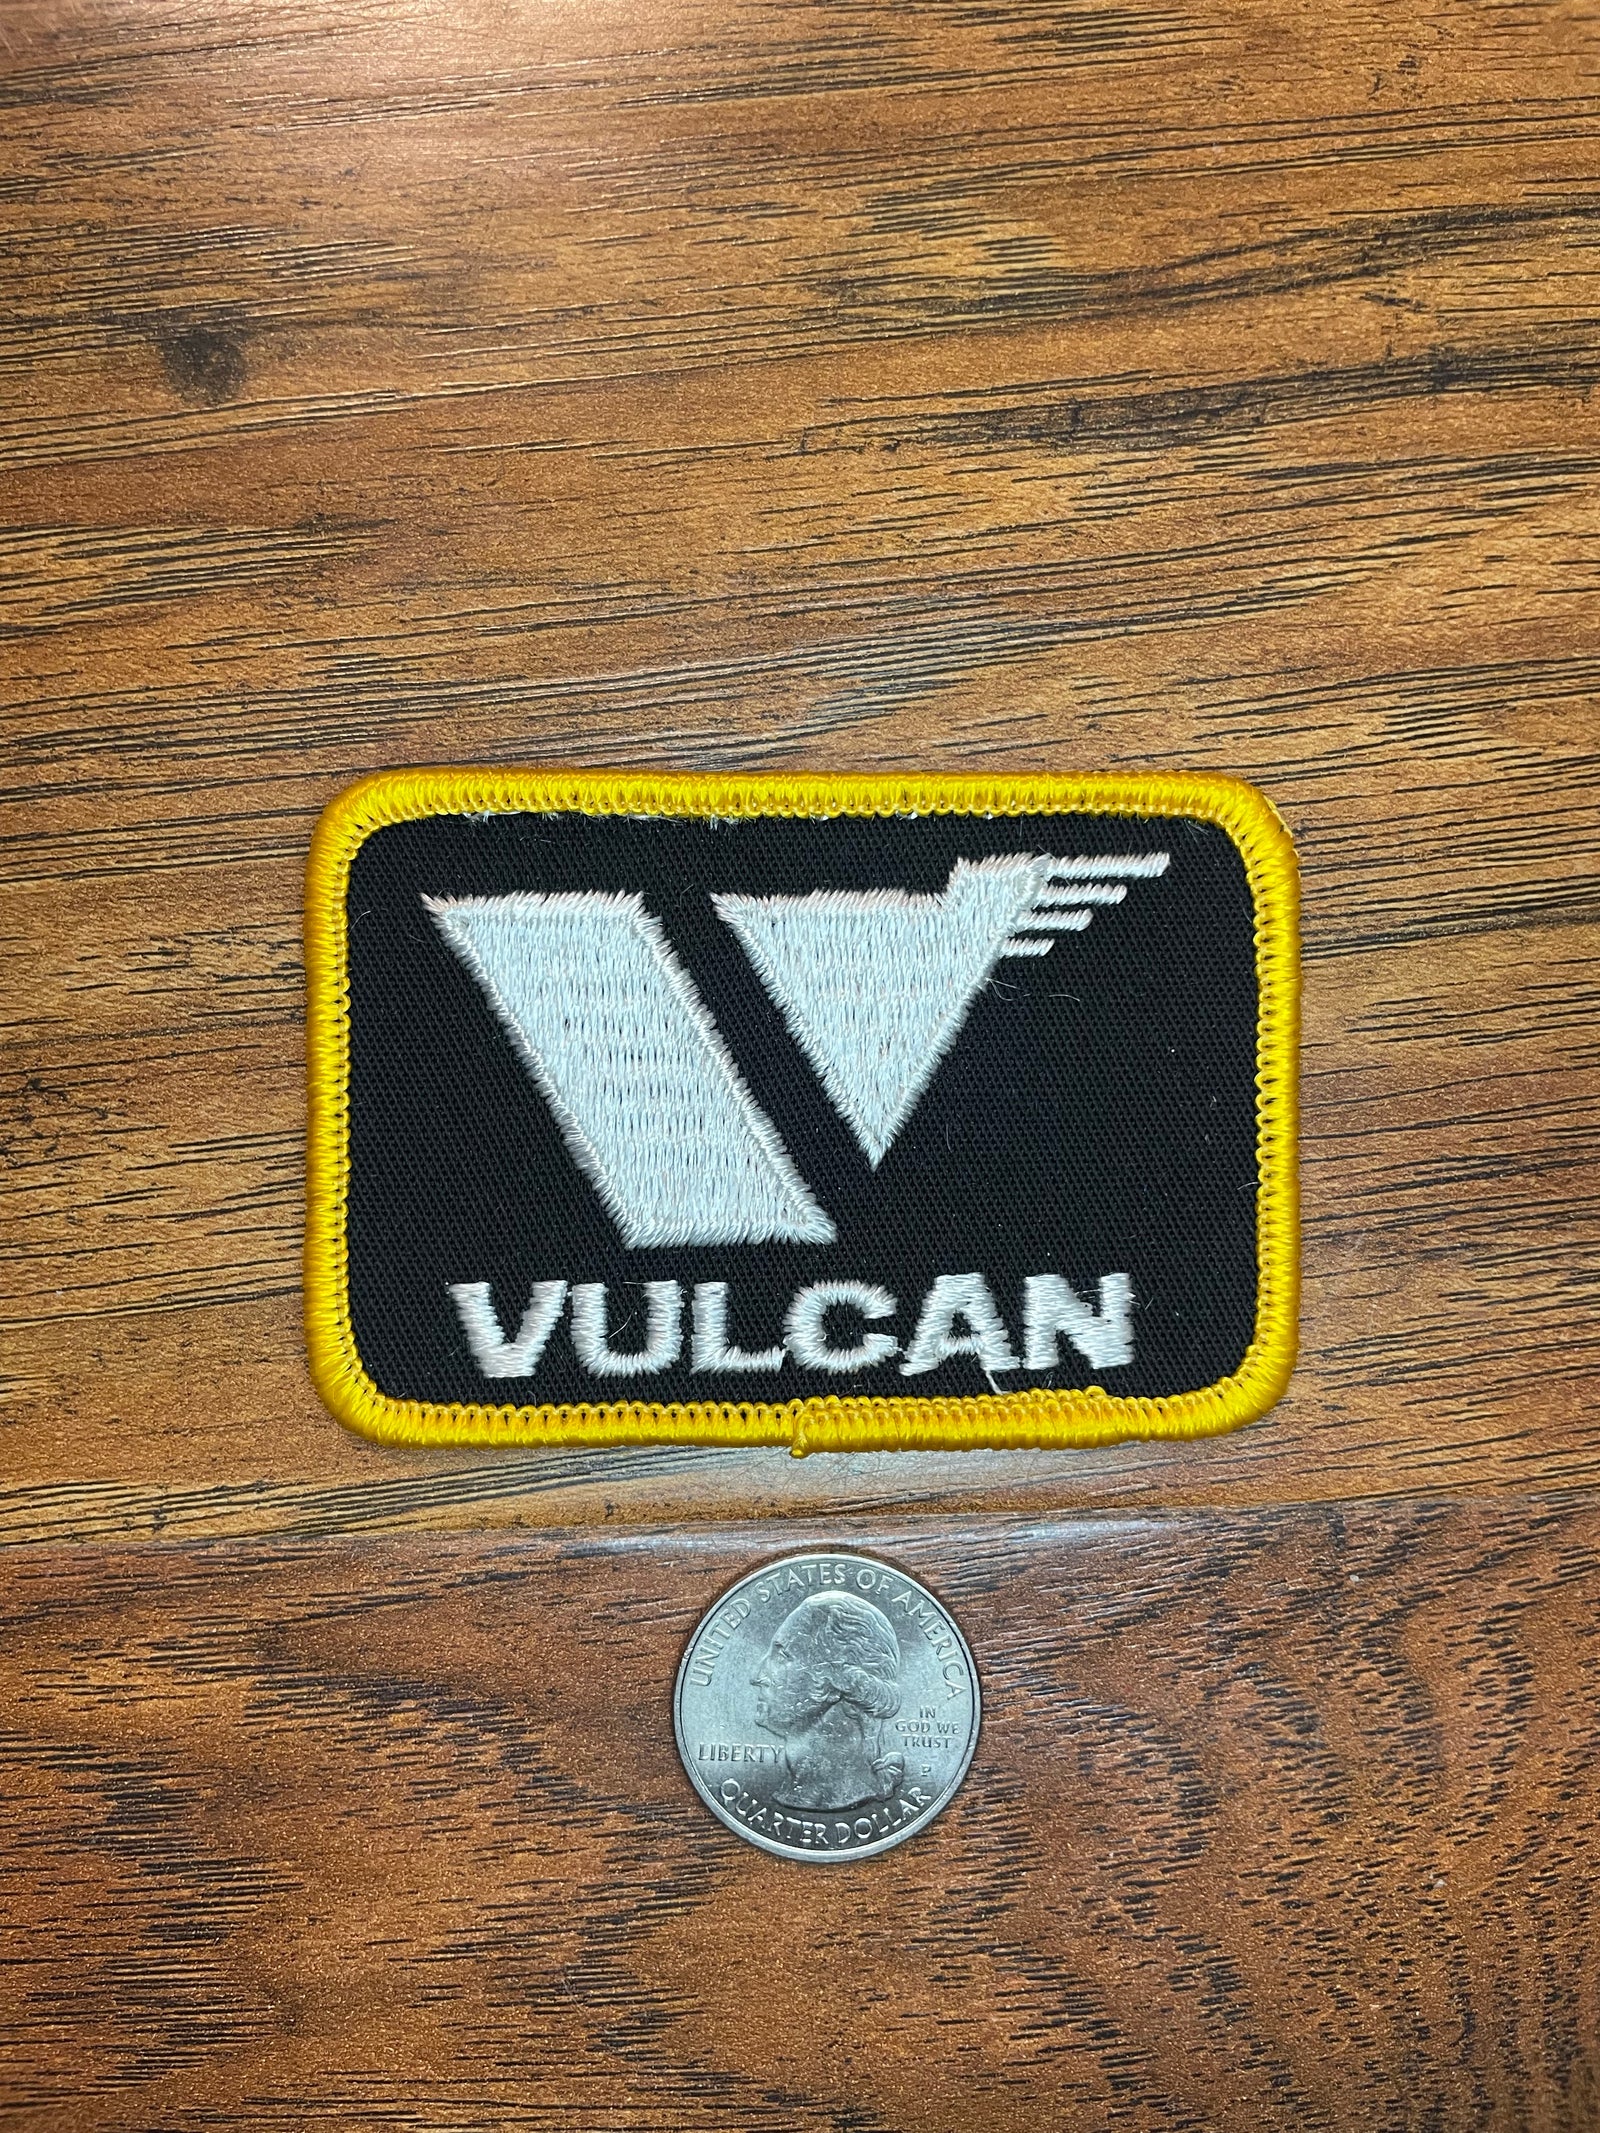 VULCAN
UNITED STATES OF AMERICA
LIBERTY
IN
GOD WE
TRUST
P
QUARTER DOLLAR